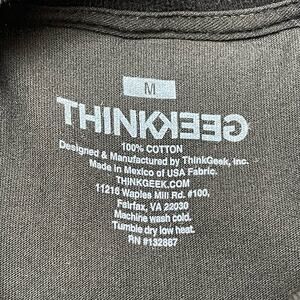 M
THINKGEEK
100% COTTON
Designed & Manufactured by ThinkGeek, Inc.
Made in Mexico of USA Fabric.
THINKGEEK.COM
11216 Waples Mill Rd. #100,
Fairfax, VA 22030
Machine wash cold.
Tumble dry low heat.
RN #132887